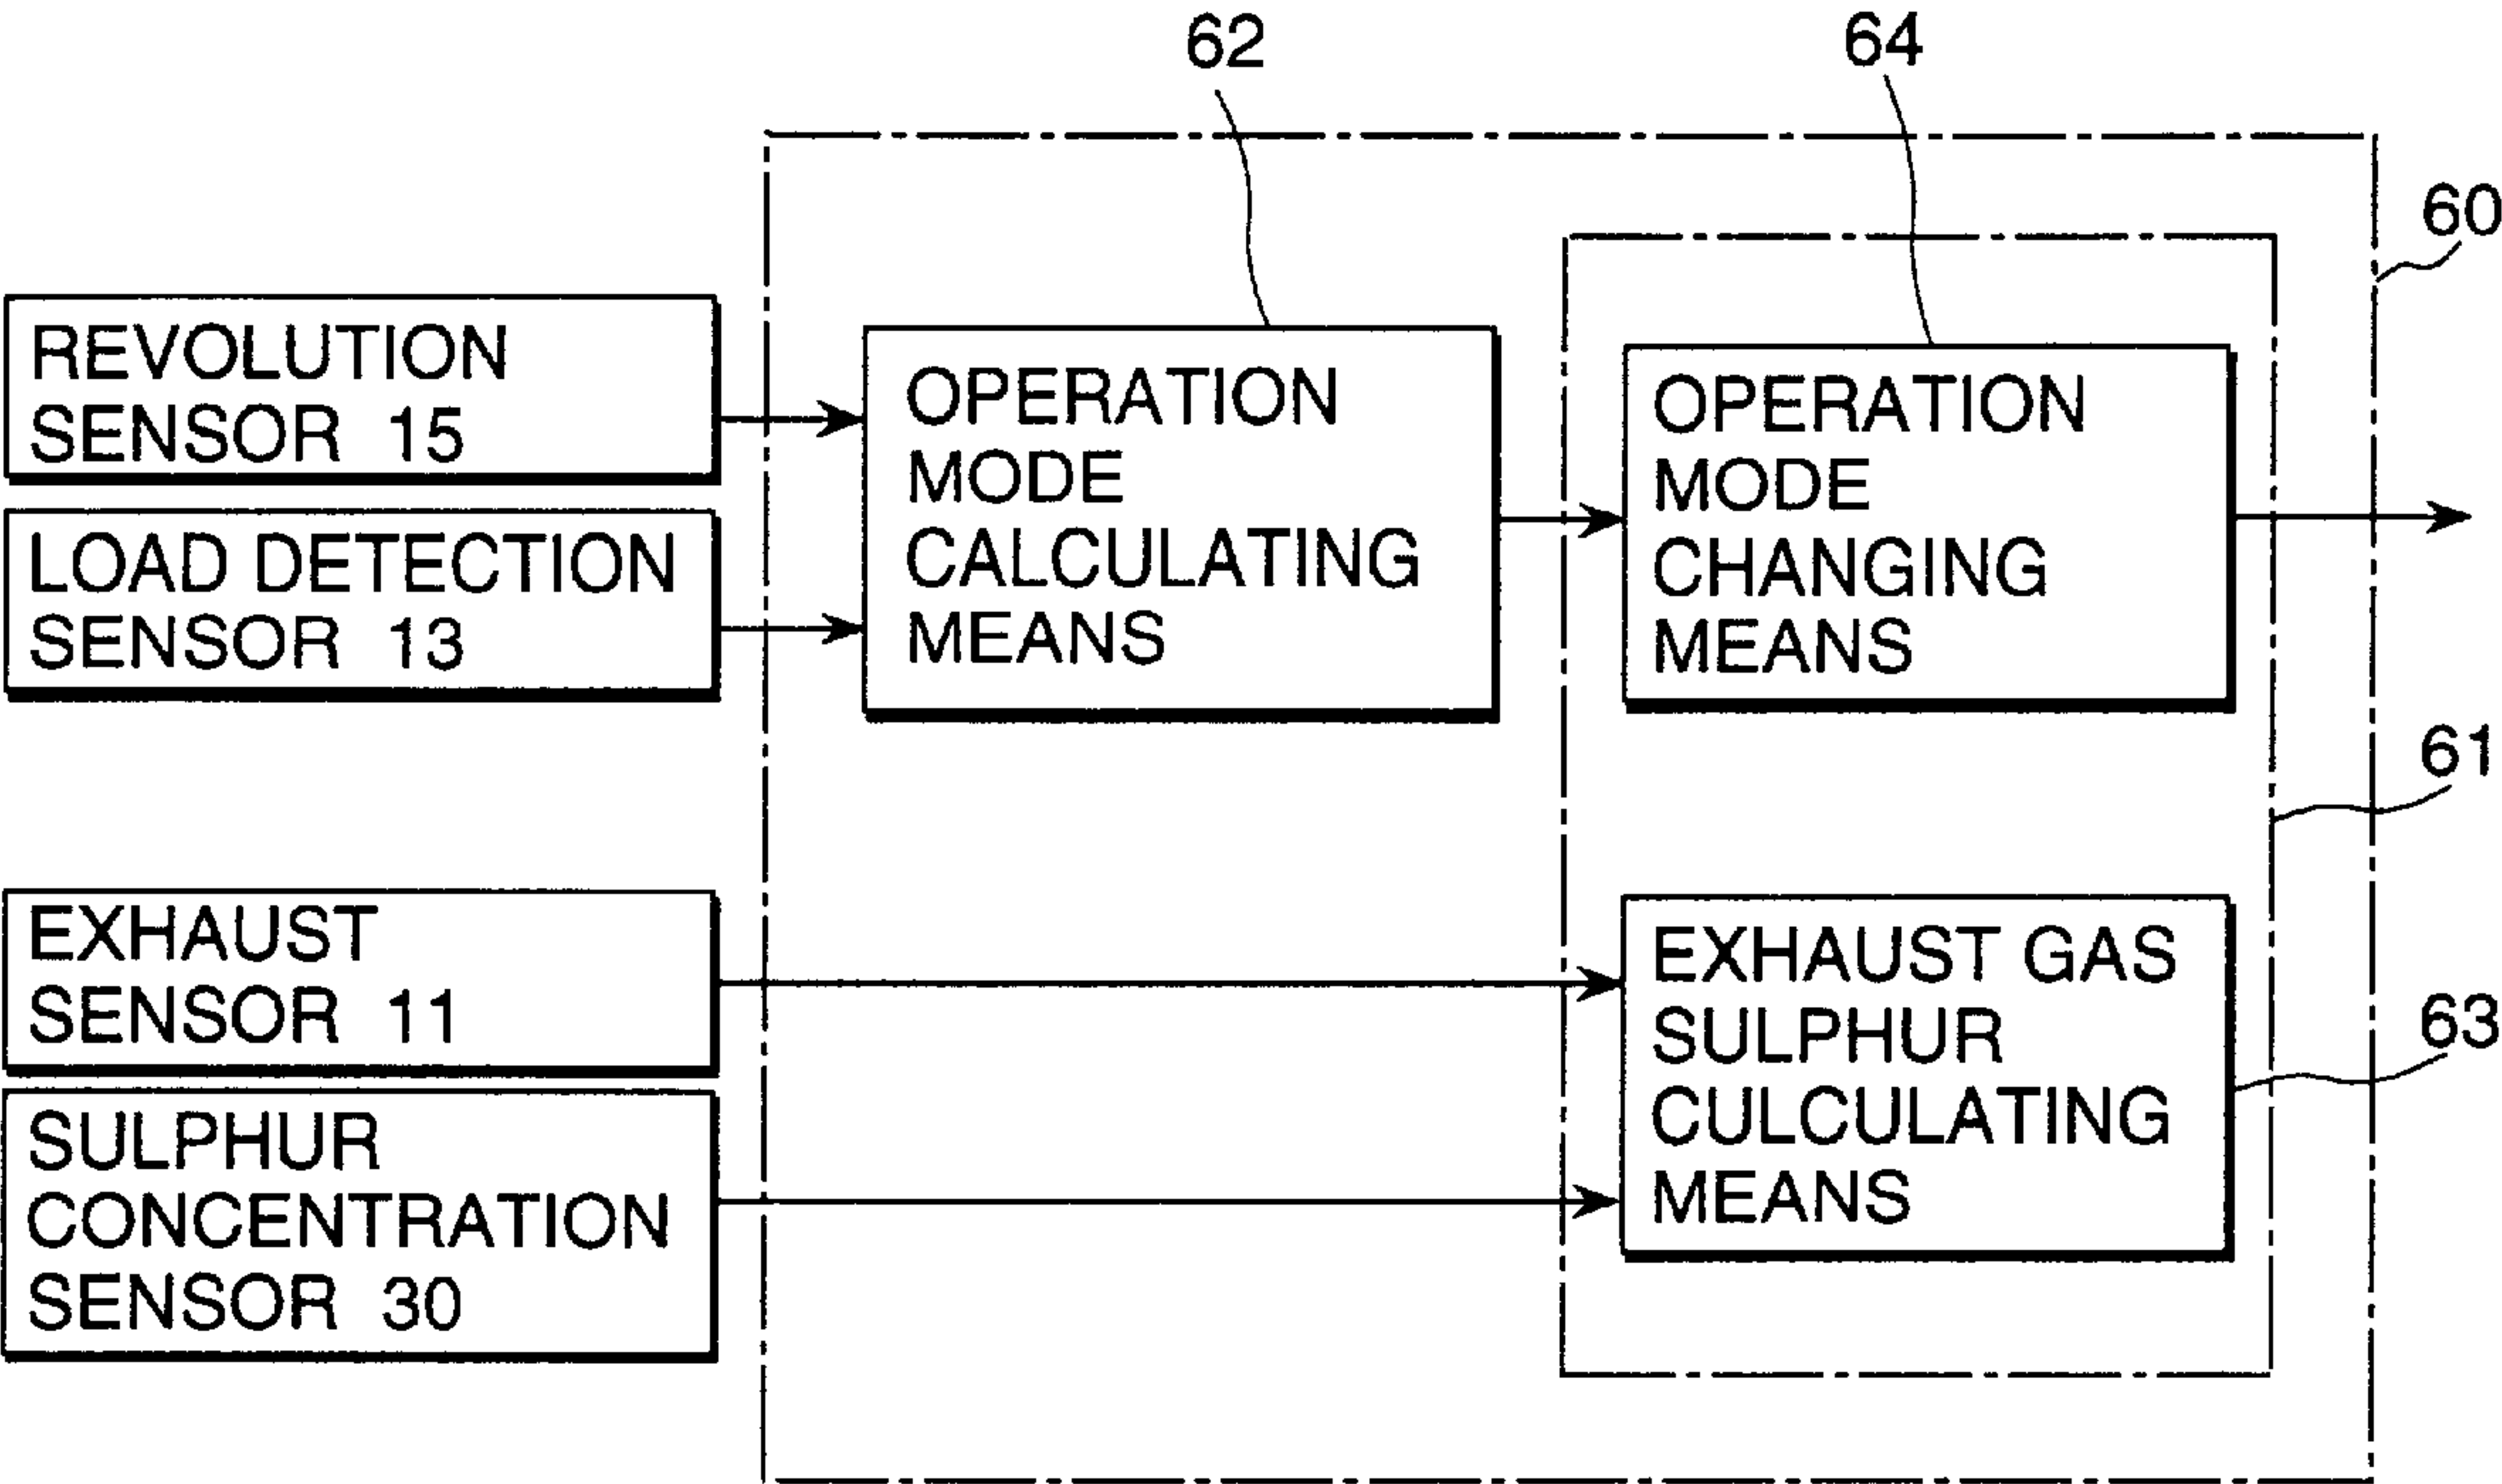 62
64
60
REVOLUTION
SENSOR 15
LOAD DETECTION
SENSOR 13
OPERATION
MODE
CALCULATING
MEANS
OPERATION
MODE
CHANGING
MEANS
61
EXHAUST
SENSOR 11
SULPHUR
CONCENTRATION
SENSOR 30
EXHAUST GAS
SULPHUR
CULCULATING
MEANS
63